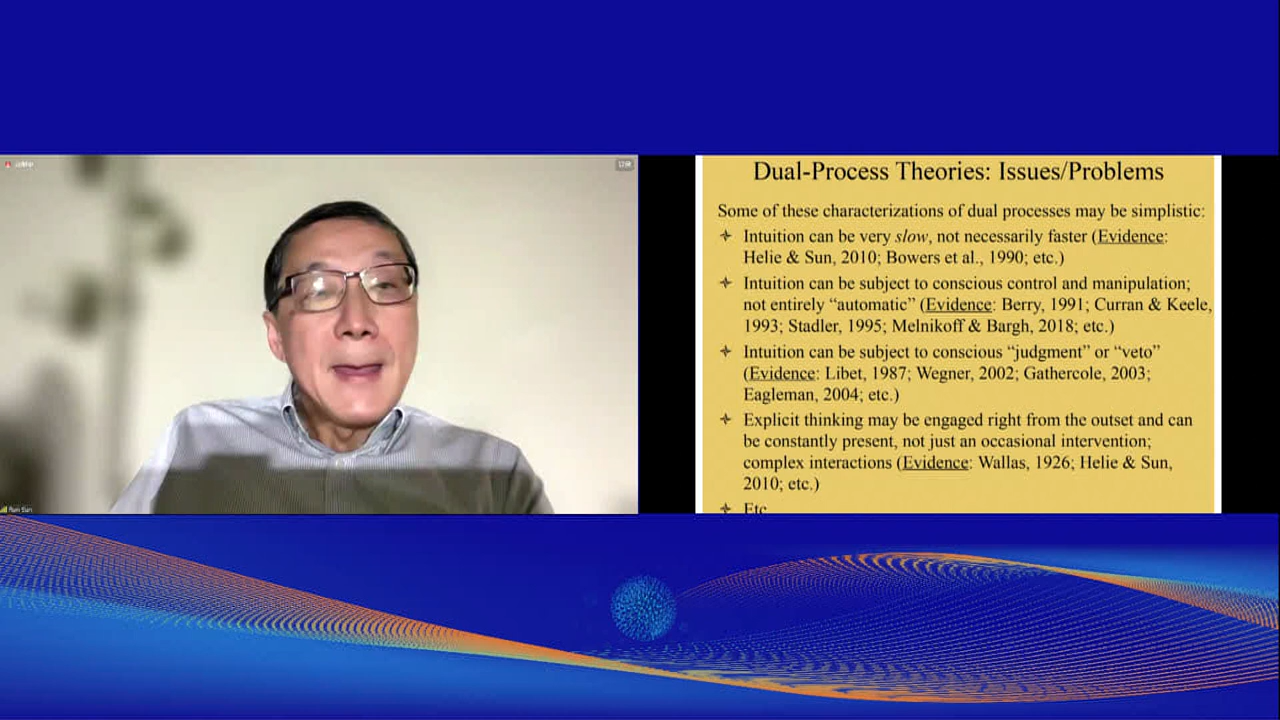 Dual-Process Theories: Issues/Problems
Some of these characterizations of dual processes may be simplistic:
Intuition can be very slow, not necessarily faster (Evidence:
Helie & Sun, 2010; Bowers et al., 1990; etc.)
Intuition can be subject to conscious control and manipulation;
not entirely “automatic” (Evidence: Berry, 1991; Curran & Keele,
1993; Stadler, 1995; Melnikoff & Bargh, 2018; etc.)
Intuition can be subject to conscious “judgment” or “veto”
(Evidence: Libet, 1987; Wegner, 2002; Gathercole, 2003;
Eagleman, 2004; etc.)
Explicit thinking may be engaged right from the outset and can
be constantly present, not just an occasional intervention;
complex interactions (Evidence: Wallas, 1926; Helie & Sun,
2010; etc.)
Etc
Ron Sun